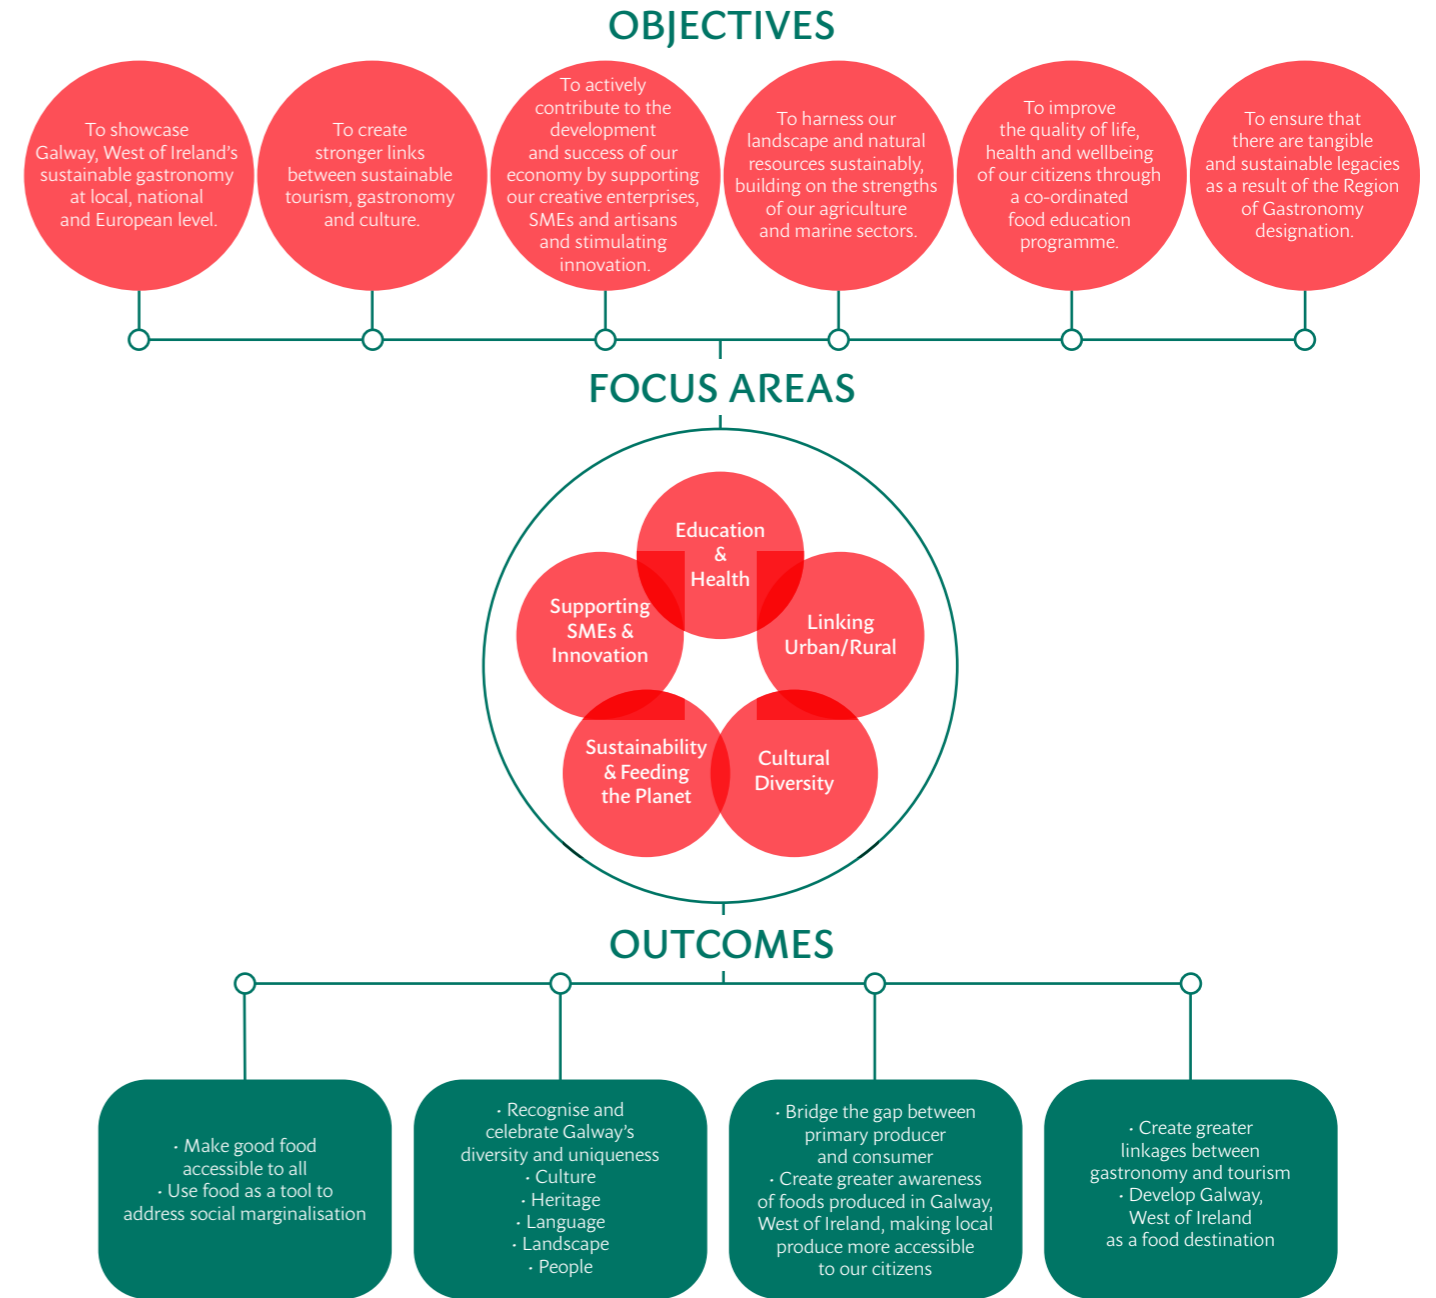 OBJECTIVES
To showcase
Galway, West of Ireland's
sustainable gastronomy
at local, national
and European level.
To create
stronger links
between sustainable
tourism, gastronomy
and culture.
To actively
contribute to the
development
and success of our
economy by supporting
our creative enterprises,
SMEs and artisans
and stimulating
innovation.
To harness our
landscape and natural
resources sustainably,
building on the strengths
of our agriculture
and marine sectors.
To improve
the quality of life,
health and wellbeing
of our citizens through
a co-ordinated
food education
programme.
To ensure that
there are tangible
and sustainable legacies
as a result of the Region
of Gastronomy
designation.
FOCUS AREAS
Education
&
Health
Supporting
SMEs &
Innovation
Linking
Urban/Rural
Sustainability
& Feeding
the Planet
Cultural
Diversity
OUTCOMES
· Make good food
accessible to all
· Use food as a tool to
address social marginalisation
· Recognise and
celebrate Galway's
diversity and uniqueness
· Culture
· Heritage
· Language
· Landscape
· People
· Bridge the gap between
primary producer
and consumer
· Create greater awareness
of foods produced in Galway,
West of Ireland, making local
produce more accessible
to our citizens
· Create greater
linkages between
gastronomy and tourism
· Develop Galway,
West of Ireland
as a food destination